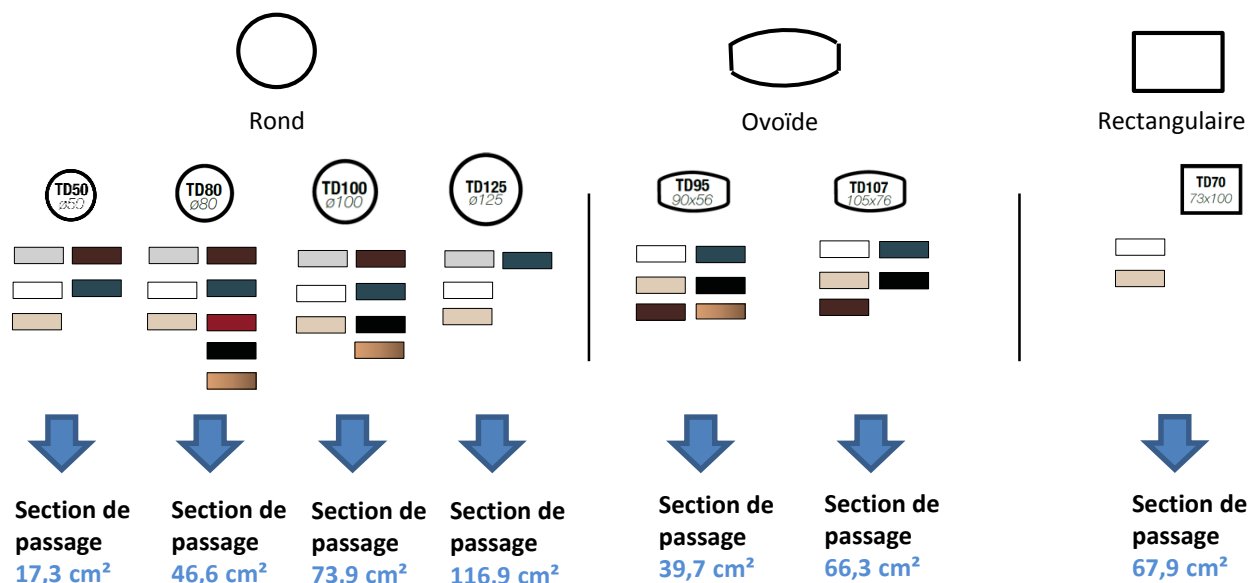 Rond
Ovoïde
Rectangulaire
TD50
ø50
TD80
ø80
TD100
ø100
TD125
ø125
TD95
90x56
TD107
105x76
TD70
73x100
Section de
passage
17,3 cm²
Section de
passage
46,6 cm²
Section de
passage
73,9 cm²
Section de
passage
116,9 cm²
Section de
passage
39,7 cm²
Section de
passage
66,3 cm²
Section de
passage
67,9 cm²